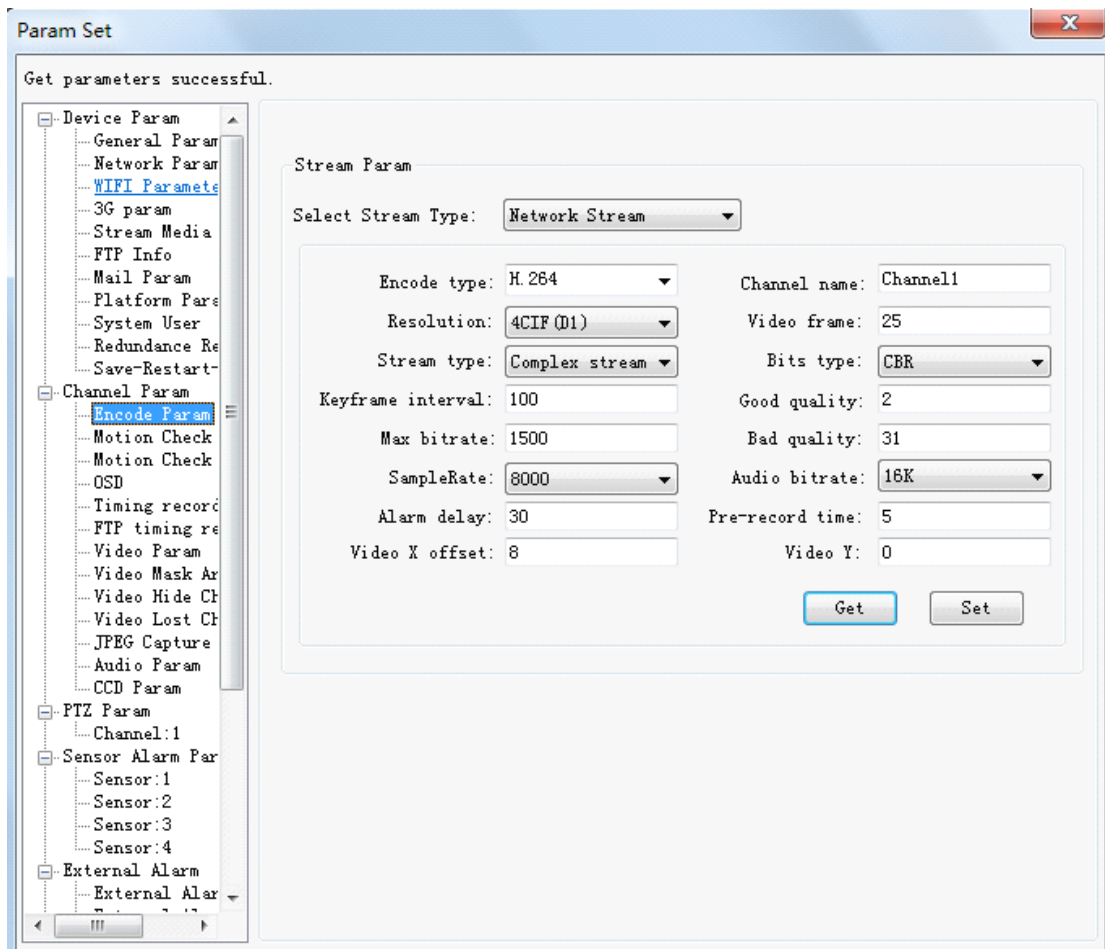 Param Set
X
Get parameters successful.
Device Param
General Param
Network Param
WIFI Paramete
3G param
Stream Media
FTP Info
Mail Param
Platform Para
System User
Redundance Re
Save-Restart-
Channel Param
Encode Param
Motion Check
Motion Check
OSD
Timing record
FTP timing re
Video Param
Video Mask Ar
Video Hide Ch
Video Lost Ch
JPEG Capture
Audio Param
CCD Param
PTZ Param
Channel:1
Sensor Alarm Par
Sensor:1
Sensor:2
Sensor:3
Sensor:4
External Alarm
External Alar
Stream Param
Select Stream Type: Network Stream
Encode type: H.264 Channel name: Channel1
Resolution: 4CIF(D1) Video frame: 25
Stream type: Complex stream Bits type: CBR
Keyframe interval: 100 Good quality: 2
Max bitrate: 1500 Bad quality: 31
SampleRate: 8000 Audio bitrate: 16K
Alarm delay: 30 Pre-record time: 5
Video X offset: 8 Video Y: 0
Get Set